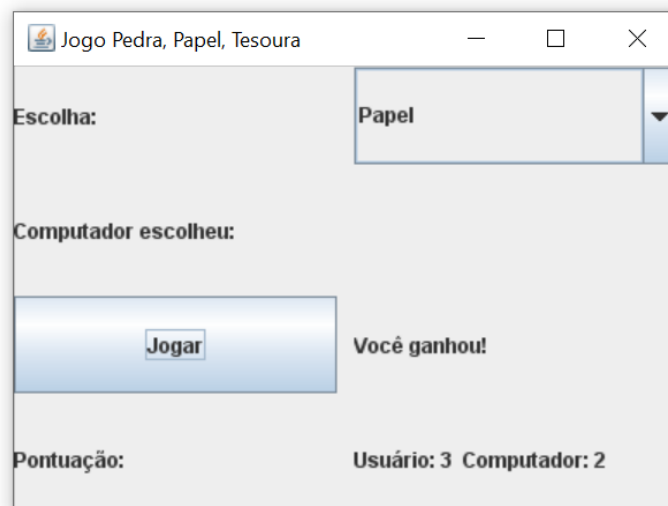 Jogo Pedra, Papel, Tesoura
Escolha:
Papel
Computador escolheu:
Jogar
Você ganhou!
Pontuação:
Usuário: 3 Computador: 2